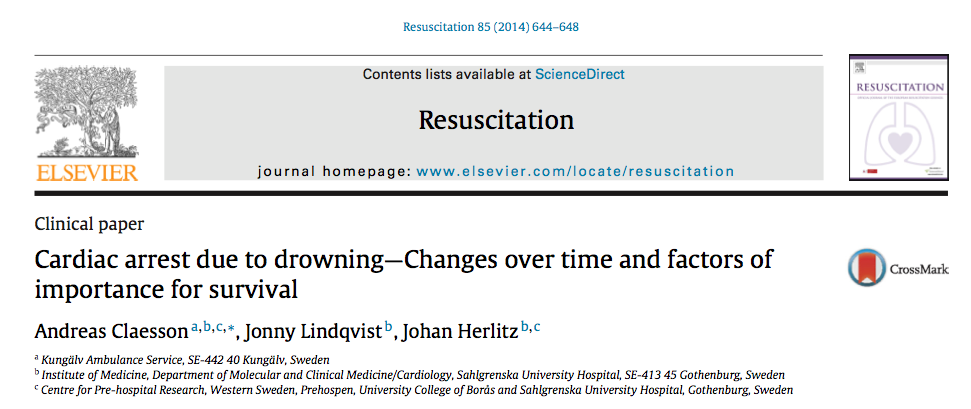 Resuscitation 85 (2014) 644–648
Contents lists available at ScienceDirect
Resuscitation
journal homepage: www.elsevier.com/locate/resuscitation
ELSEVIER
RESUSCITATION
Clinical paper
Cardiac arrest due to drowning—Changes over time and factors of
importance for survival
CrossMark
Andreas Claesson a,b,c,∗, Jonny Lindqvist b, Johan Herlitz b,c
a Kungälv Ambulance Service, SE-442 40 Kungälv, Sweden
b Institute of Medicine, Department of Molecular and Clinical Medicine/Cardiology, Sahlgrenska University Hospital, SE-413 45 Gothenburg, Sweden
c Centre for Pre-hospital Research, Western Sweden, Prehospen, University College of Borås and Sahlgrenska University Hospital, Gothenburg, Sweden